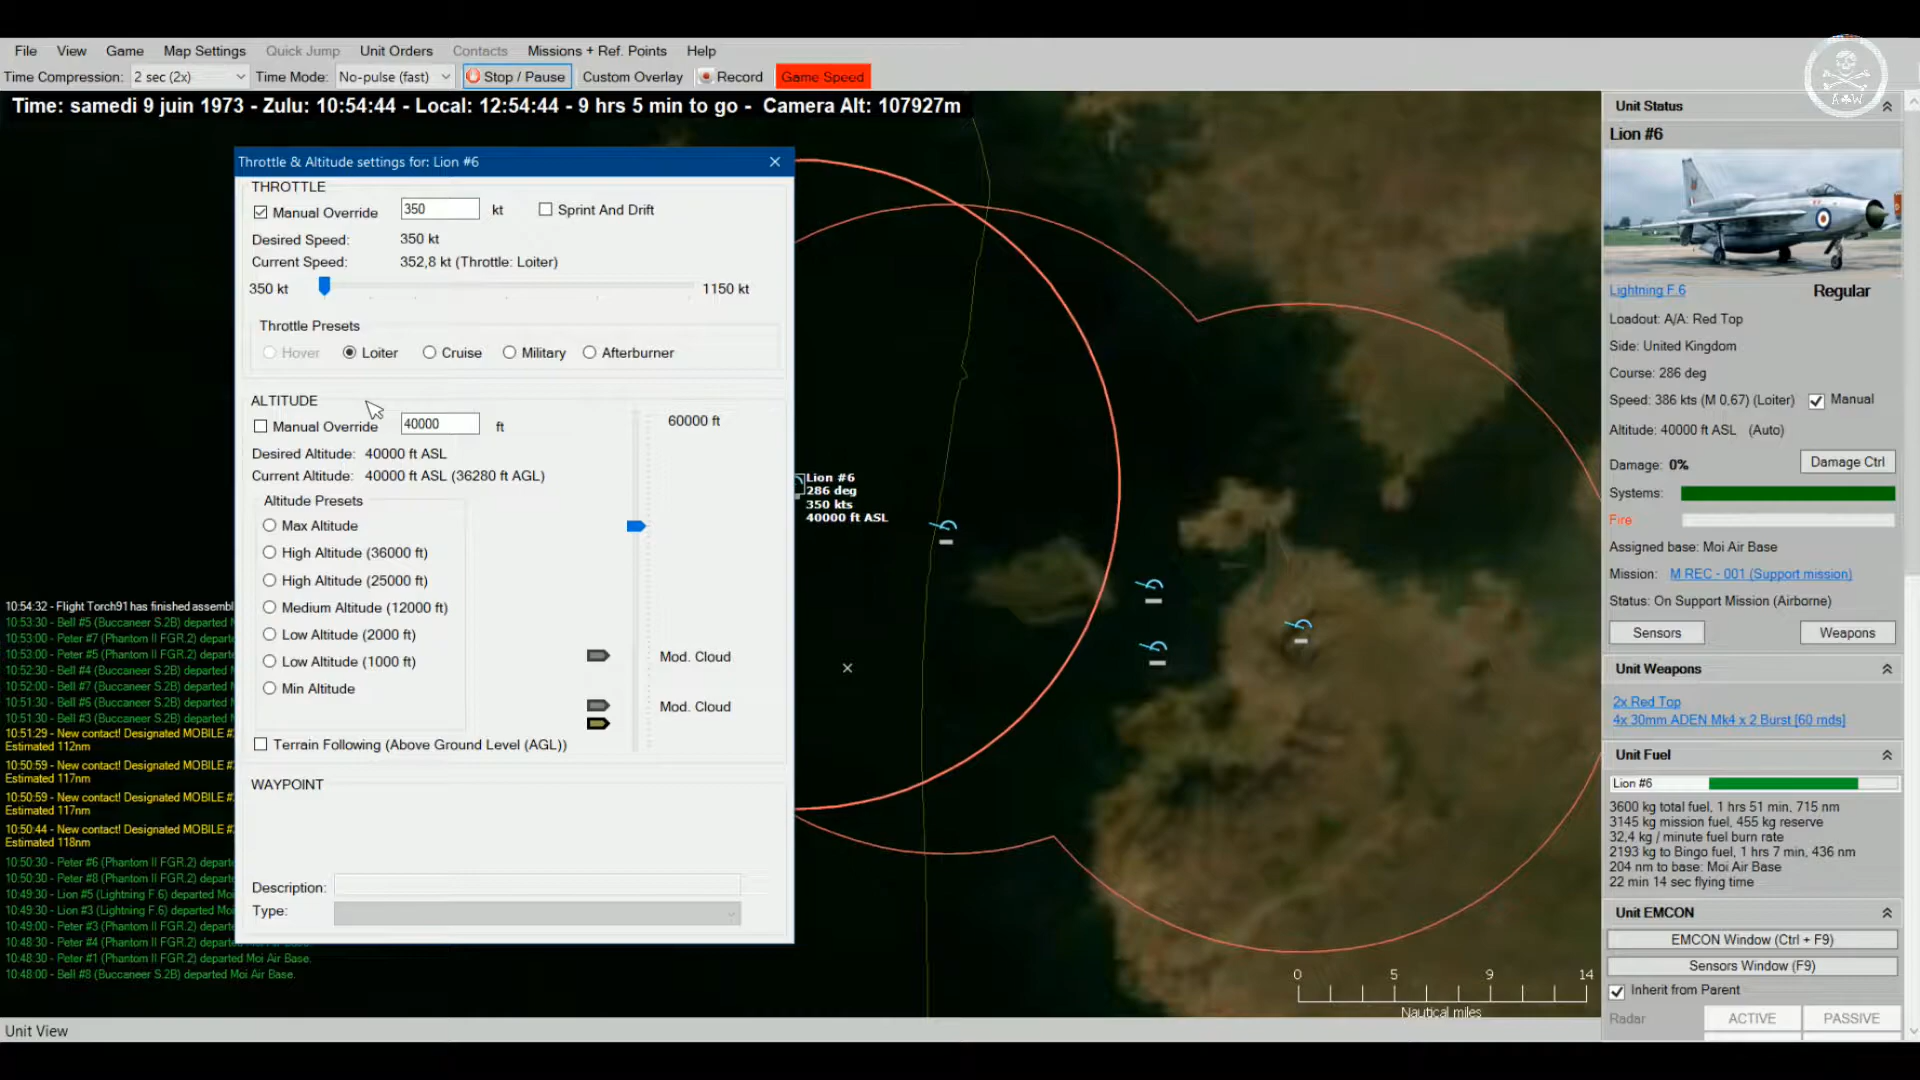 File View Game Map Settings Quick Jump Unit Orders Contacts Missions + Ref. Points Help
Time Compression: 2 sec (2x) Time Mode: No-pulse (fast) Stop / Pause Custom Overlay Record Game Speed
Time: samedi 9 juin 1973 - Zulu: 10:54:44 - Local: 12:54:44 - 9 hrs 5 min to go - Camera Alt: 107927m
A W
Throttle & Altitude settings for: Lion #6
THROTTLE
Manual Override 350 kt Sprint And Drift
Desired Speed: 350 kt
Current Speed: 352,8 kt (Throttle: Loiter)
350 kt 1150 kt
Throttle Presets
Hover Loiter Cruise Military Afterburner
ALTITUDE
Manual Override 40000 ft
60000 ft
Desired Altitude: 40000 ft ASL
Current Altitude: 40000 ft ASL (36280 ft AGL)
Altitude Presets
Max Altitude
High Altitude (36000 ft)
High Altitude (25000 ft)
Medium Altitude (12000 ft)
Low Altitude (2000 ft)
Low Altitude (1000 ft)
Min Altitude
Mod. Cloud
Mod. Cloud
Terrain Following (Above Ground Level (AGL))
WAYPOINT
Description:
Type:
10:54:32 - Flight Torch91 has finished assembl
10:53:30 - Bell #5 (Buccaneer S.2B) departed M
10:53:00 - Peter #7 (Phantom II FGR.2) departed
10:53:00 - Peter #5 (Phantom II FGR.2) departed
10:52:30 - Bell #4 (Buccaneer S.2B) departed M
10:52:00 - Bell #7 (Buccaneer S.2B) departed M
10:51:30 - Bell #6 (Buccaneer S.2B) departed M
10:51:30 - Bell #3 (Buccaneer S.2B) departed M
10:51:29 - New contact! Designated MOBILE #
Estimated 112nm
10:50:59 - New contact! Designated MOBILE #
Estimated 117nm
10:50:59 - New contact! Designated MOBILE #
Estimated 117nm
10:50:44 - New contact! Designated MOBILE #
Estimated 118nm
10:50:30 - Peter #6 (Phantom II FGR.2) departed
10:50:30 - Peter #8 (Phantom II FGR.2) departed
10:49:30 - Lion #5 (Lightning F.6) departed Moi
10:49:30 - Lion #3 (Lightning F.6) departed Moi
10:49:00 - Peter #3 (Phantom II FGR.2) departed
10:48:30 - Peter #4 (Phantom II FGR.2) departed Moi Air Base.
10:48:30 - Peter #1 (Phantom II FGR.2) departed Moi Air Base.
10:48:00 - Bell #8 (Buccaneer S.2B) departed Moi Air Base.
Lion #6
286 deg
350 kts
40000 ft ASL
0 5 9 14
Nautical miles
Unit Status
Lion #6
Lightning F.6 Regular
Loadout: A/A: Red Top
Side: United Kingdom
Course: 286 deg
Speed: 386 kts (M 0,67) (Loiter) Manual
Altitude: 40000 ft ASL (Auto)
Damage: 0% Damage Ctrl
Systems:
Fire
Assigned base: Moi Air Base
Mission: M REC - 001 (Support mission)
Status: On Support Mission (Airborne)
Sensors Weapons
Unit Weapons
2x Red Top
4x 30mm ADEN Mk4 x 2 Burst [60 rnds]
Unit Fuel
Lion #6
3600 kg total fuel, 1 hrs 51 min, 715 nm
3145 kg mission fuel, 455 kg reserve
32,4 kg / minute fuel burn rate
2193 kg to Bingo fuel, 1 hrs 7 min, 436 nm
204 nm to base: Moi Air Base
22 min 14 sec flying time
Unit EMCON
EMCON Window (Ctrl + F9)
Sensors Window (F9)
Inherit from Parent
Radar ACTIVE PASSIVE
Unit View